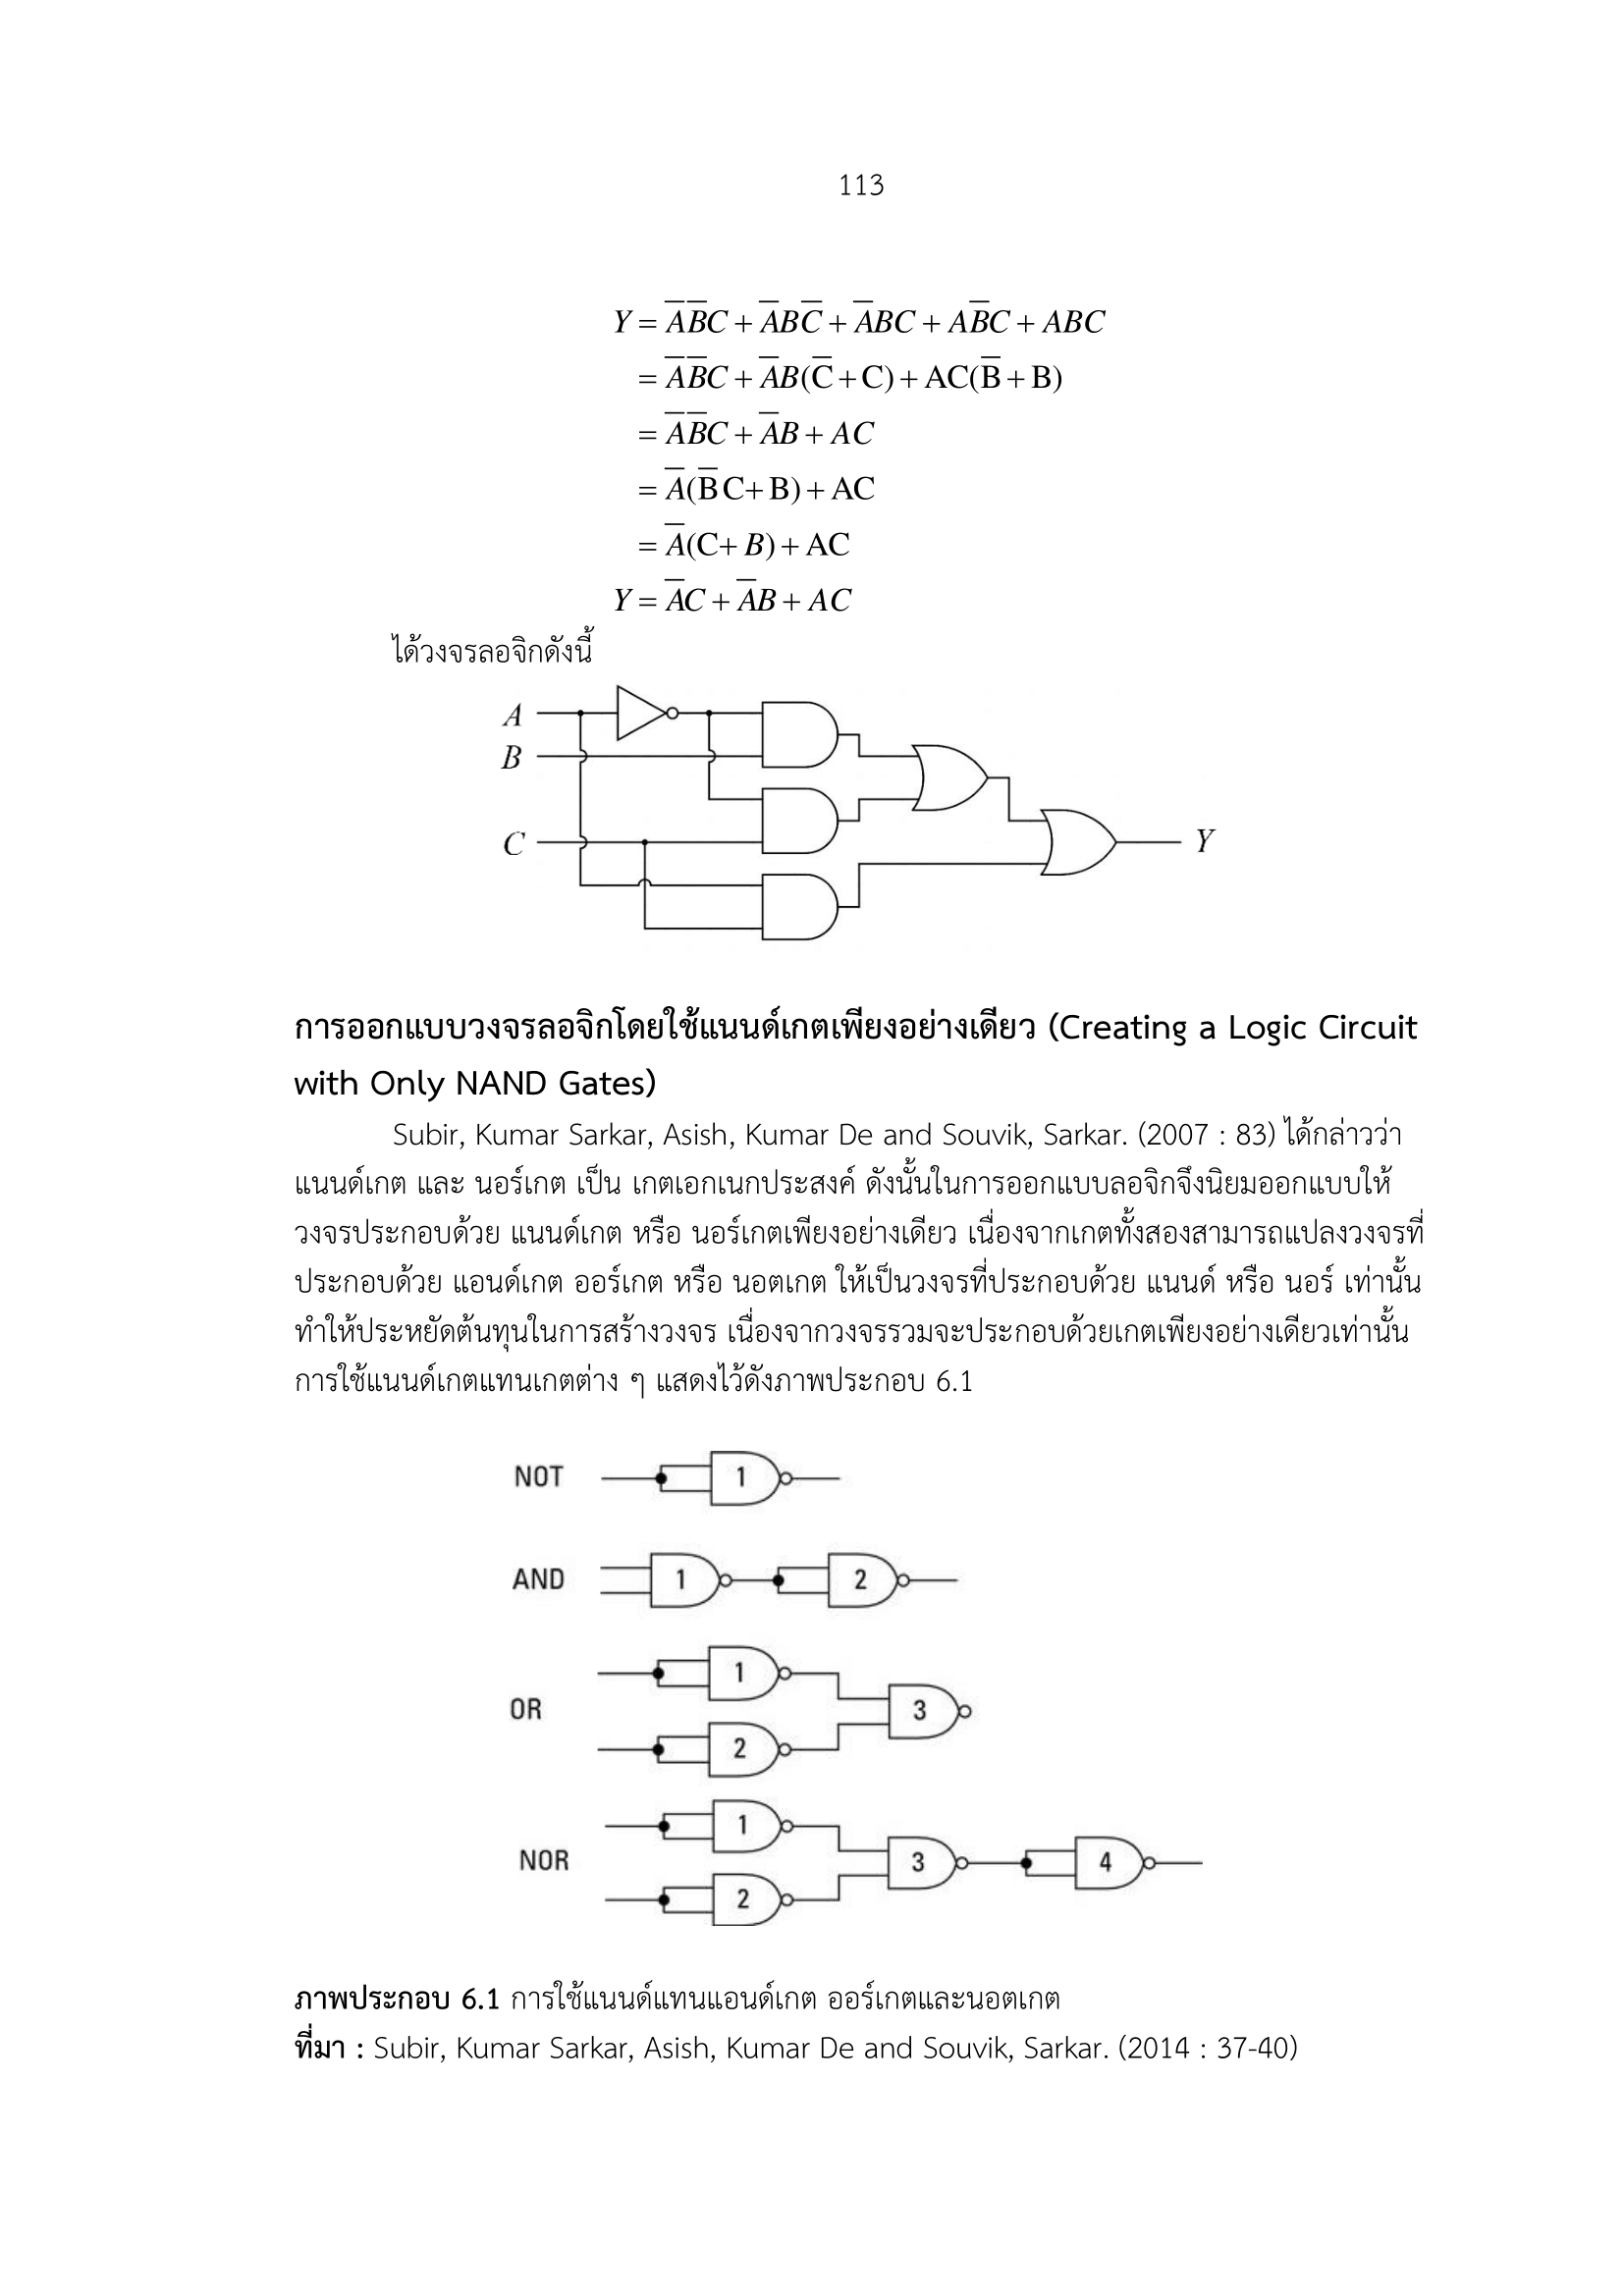 113
Y = A̅B̅C + A̅BC̅ + A̅BC + AB̅C + ABC
= A̅B̅C + A̅B(C̅ + C) + AC(B̅ + B)
= A̅B̅C + A̅B + AC
= A̅(B̅C + B) + AC
= A̅(C + B) + AC
Y = A̅C + A̅B + AC
ได้วงจรลอจิกดังนี้
A
B
C
Y
การออกแบบวงจรลอจิกโดยใช้แนนด์เกตเพียงอย่างเดียว (Creating a Logic Circuit
with Only NAND Gates)
Subir, Kumar Sarkar, Asish, Kumar De and Souvik, Sarkar. (2007 : 83) ได้กล่าวว่า
แนนด์เกต และ นอร์เกต เป็น เกตเอกเนกประสงค์ ดังนั้นในการออกแบบลอจิกจึงนิยมออกแบบให้
วงจรประกอบด้วย แนนด์เกต หรือ นอร์เกตเพียงอย่างเดียว เนื่องจากเกตทั้งสองสามารถแปลงวงจรที่
ประกอบด้วย แอนด์เกต ออร์เกต หรือ นอตเกต ให้เป็นวงจรที่ประกอบด้วย แนนด์ หรือ นอร์ เท่านั้น
ทำให้ประหยัดต้นทุนในการสร้างวงจร เนื่องจากวงจรรวมจะประกอบด้วยเกตเพียงอย่างเดียวเท่านั้น
การใช้แนนด์เกตแทนเกตต่าง ๆ แสดงไว้ดังภาพประกอบ 6.1
NOT 1
AND 1 2
1
OR 3
2
1
NOR 3 4
2
ภาพประกอบ 6.1 การใช้แนนด์แทนแอนด์เกต ออร์เกตและนอตเกต
ที่มา : Subir, Kumar Sarkar, Asish, Kumar De and Souvik, Sarkar. (2014 : 37-40)